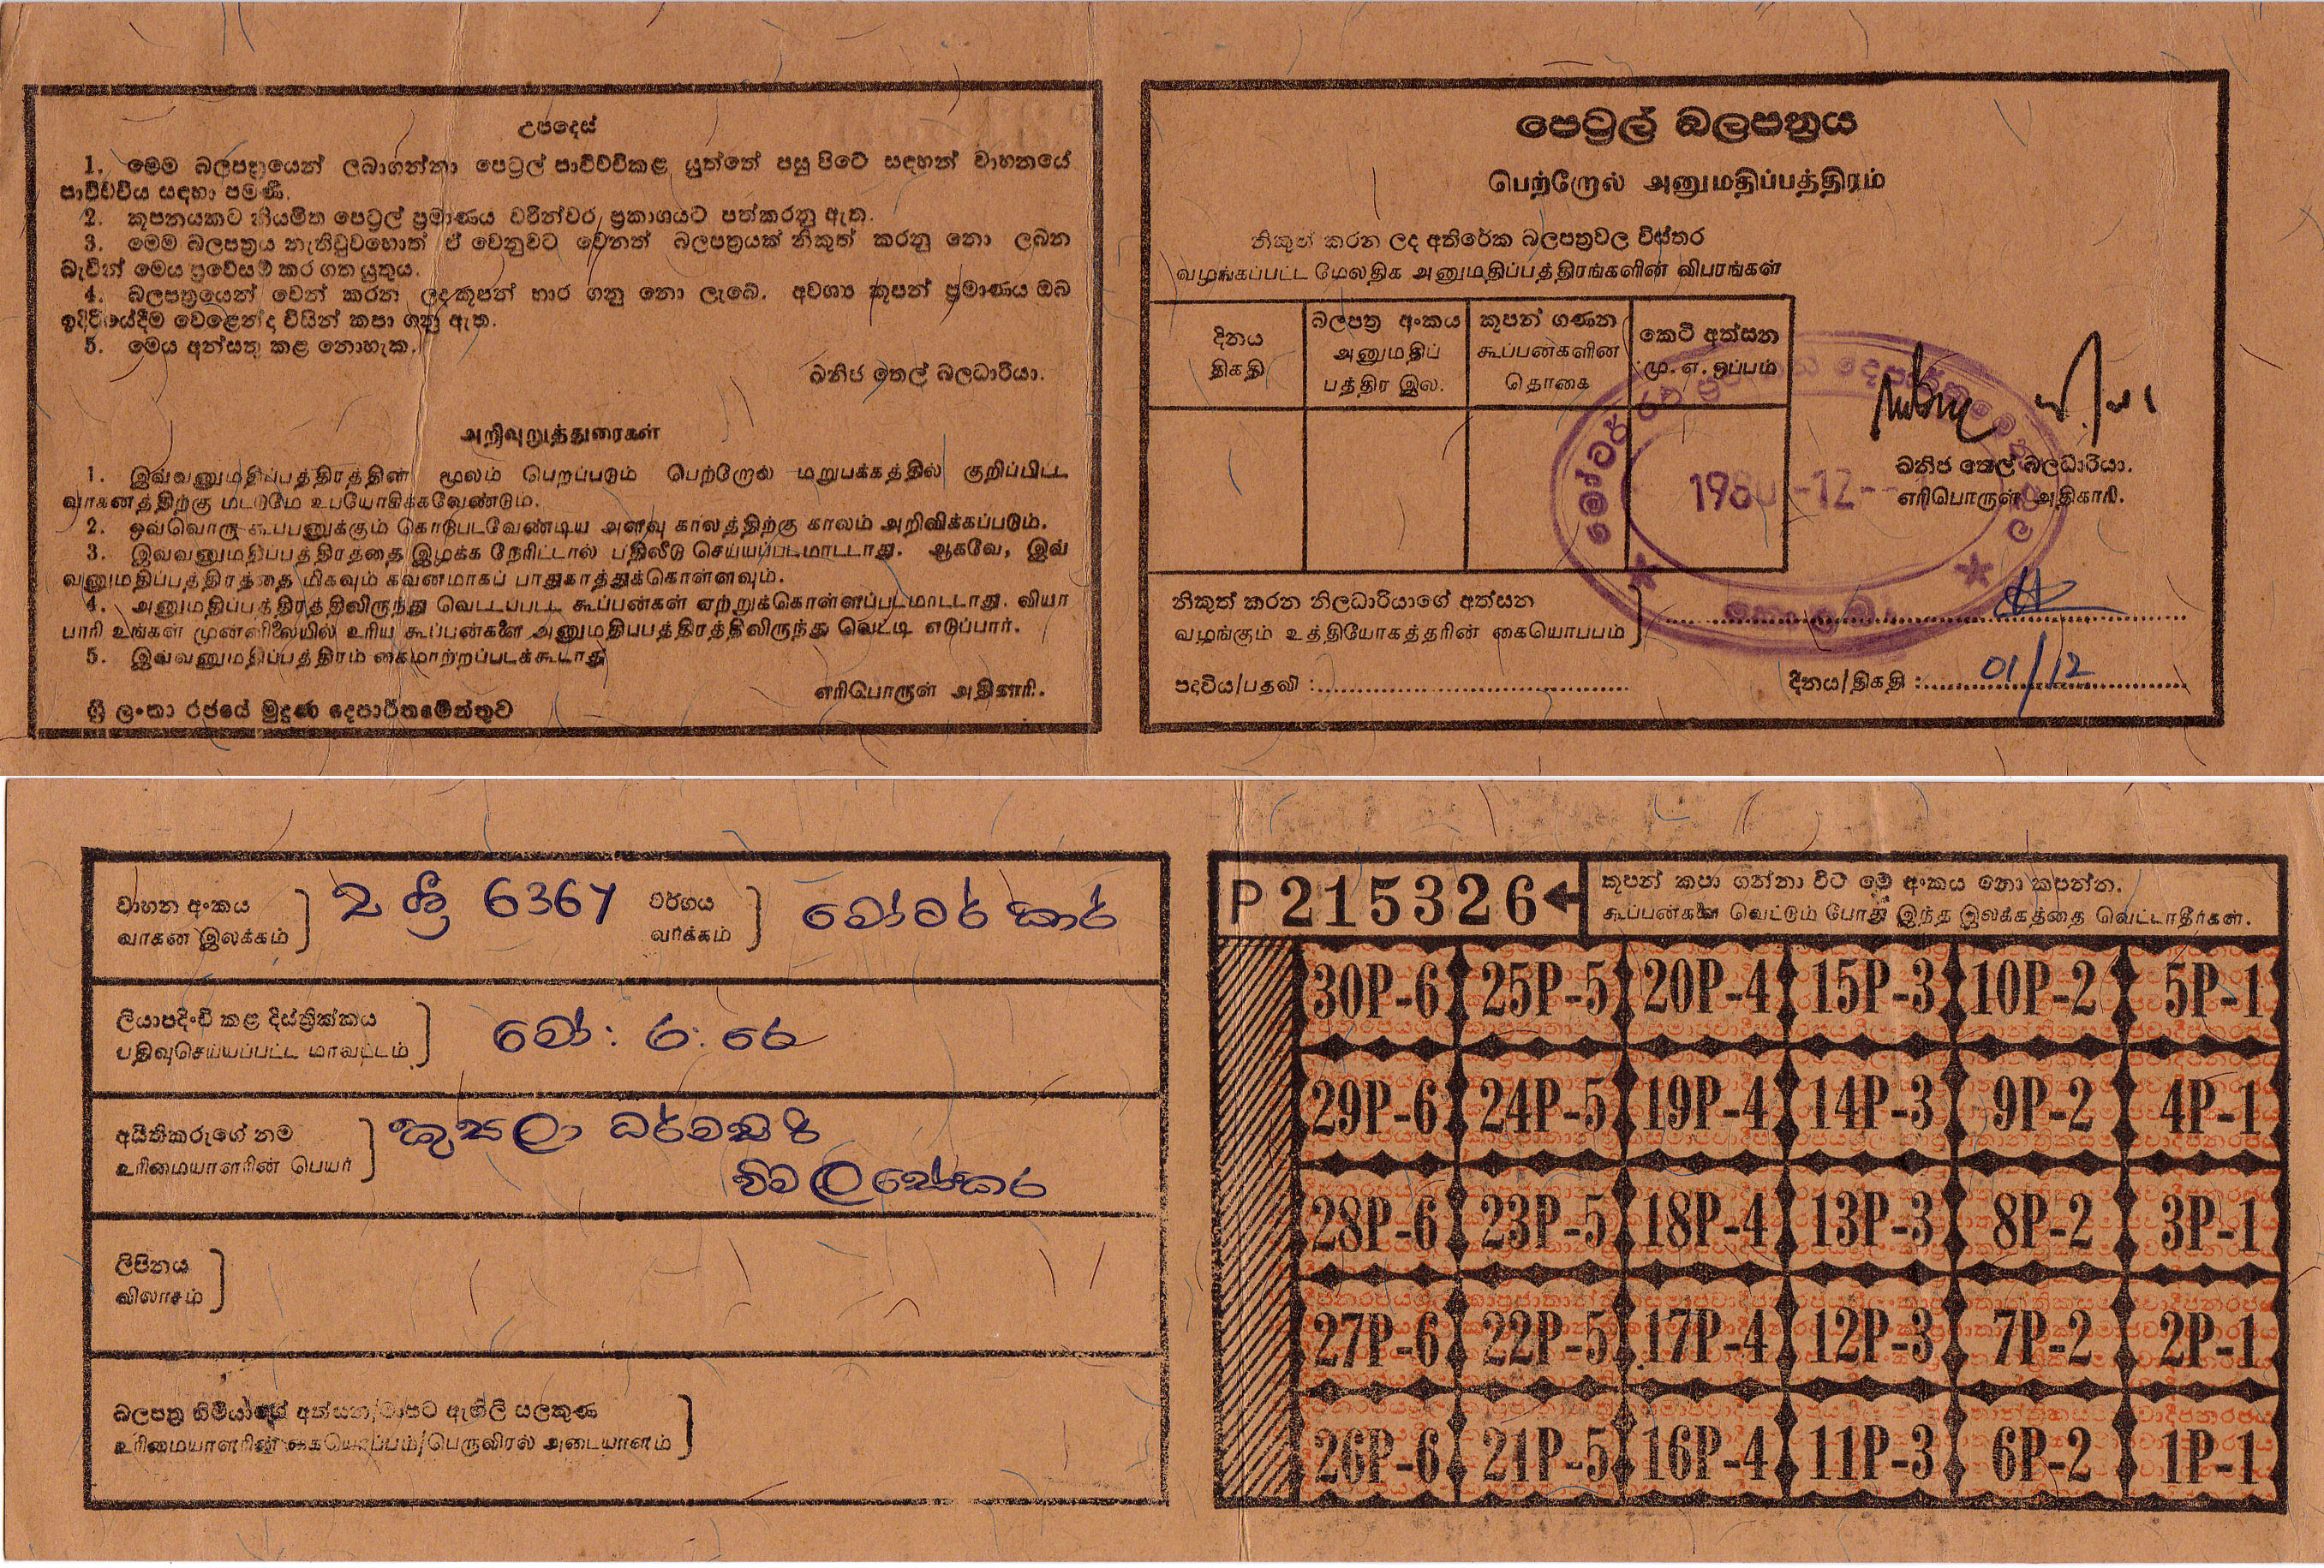 උපදෙස්
1. මෙම බලපත්‍රයෙන් ලබාගන්නා පෙට්‍රල් පාවිච්චිකළ යුත්තේ පසු පිටේ සඳහන් වාහනයේ
පාවිච්චිය සඳහා පමණි.
2. කූපනයකට නියමිත පෙට්‍රල් ප්‍රමාණය වරින්වර ප්‍රකාශයට පත්කරනු ඇත.
3. මෙම බලපත්‍රය නැතිවුවහොත් ඒ වෙනුවට වෙනත් බලපත්‍රයක් නිකුත් කරනු නො ලබන
බැවින් මෙය ප්‍රවේසම් කර ගත යුතුය.
4. බලපත්‍රයෙන් වෙන් කරන ලද කූපන් භාර ගනු නො ලැබේ. අවශ්‍ය කූපන් ප්‍රමාණය ඔබ
ඉදිරියේදීම වෙළෙන්දා විසින් කපා ගනු ඇත.
5. මෙය අන්සතු කළ නොහැක.
ඛනිජ තෙල් බලධාරියා.
அறிவுறுத்துரைகள்
1. இவ்வனுமதிப்பத்திரத்தின் மூலம் பெறப்படும் பெற்றோல் மறுபக்கத்தில் குறிப்பிட்ட
வாகனத்திற்கு மட்டுமே உபயோகிக்கவேண்டும்.
2. ஒவ்வொரு கூப்பனுக்கும் கொடுபடவேண்டிய அளவு காலத்திற்கு காலம் அறிவிக்கப்படும்.
3. இவ்வனுமதிப்பத்திரத்தை இழக்க நேரிட்டால் பதிலீடு செய்யப்படமாட்டாது. ஆகவே, இவ்
வனுமதிப்பத்திரத்தை மிகவும் கவனமாகப் பாதுகாத்துக்கொள்ளவும்.
4. அனுமதிப்பத்திரத்திலிருந்து வெட்டப்பட்ட கூப்பன்கள் ஏற்றுக்கொள்ளப்படமாட்டாது. வியா
பாரி உங்கள் முன்னிலையில் உரிய கூப்பன்களை அனுமதிப்பத்திரத்திலிருந்து வெட்டி எடுப்பார்.
5. இவ்வனுமதிப்பத்திரம் கைமாற்றப்படக்கூடாது
எரிபொருள் அதிகாரி.
ශ්‍රී ලංකා රජයේ මුද්‍රණ දෙපාර්තමේන්තුව
පෙට්‍රල් බලපත්‍රය
பெற்றோல் அனுமதிப்பத்திரம்
නිකුත් කරන ලද අතිරේක බලපත්‍රවල විස්තර
வழங்கப்பட்ட மேலதிக அனுமதிப்பத்திரங்களின் விபரங்கள்
දිනය බලපත්‍ර අංකය කූපන් ගණන කෙටි අත්සන
திகதி அனுமதிப் பத்திர இல. கூப்பன்களின் தொகை மு. எ. ஒப்பம்
1980-12-
ඛනිජ තෙල් බලධාරියා.
எரிபொருள் அதிகாரி.
නිකුත් කරන නිලධාරියාගේ අත්සන
வழங்கும் உத்தியோகத்தரின் கையொப்பம்
පදවිය/பதவி : දිනය/திகதி : 01/12
වාහන අංකය 2 ශ්‍රී 6367 වර්ගය මෝටර් කාර්
வாகன இலக்கம் வர்க்கம்
ලියාපදිංචි කළ දිස්ත්‍රික්කය මෝ: ර: රෙ
பதிவுசெய்யப்பட்ட மாவட்டம்
අයිතිකරුගේ නම කුසලා
உரிமையாளரின் பெயர் විමලසේකර
ලිපිනය
விலாசம்
බලපත්‍ර හිමියාගේ අත්සන/මාපට ඇඟිලි සලකුණ
உரிமையாளரின் கையொப்பம்/பெருவிரல் அடையாளம்
P 215326 කූපන් කපා ගන්නා විට මේ අංකය නො කපන්න.
கூப்பன்களை வெட்டும் போது இந்த இலக்கத்தை வெட்டாதீர்கள்.
30P-6 25P-5 20P-4 15P-3 10P-2 5P-1
29P-6 24P-5 19P-4 14P-3 9P-2 4P-1
28P-6 23P-5 18P-4 13P-3 8P-2 3P-1
27P-6 22P-5 17P-4 12P-3 7P-2 2P-1
26P-6 21P-5 16P-4 11P-3 6P-2 1P-1